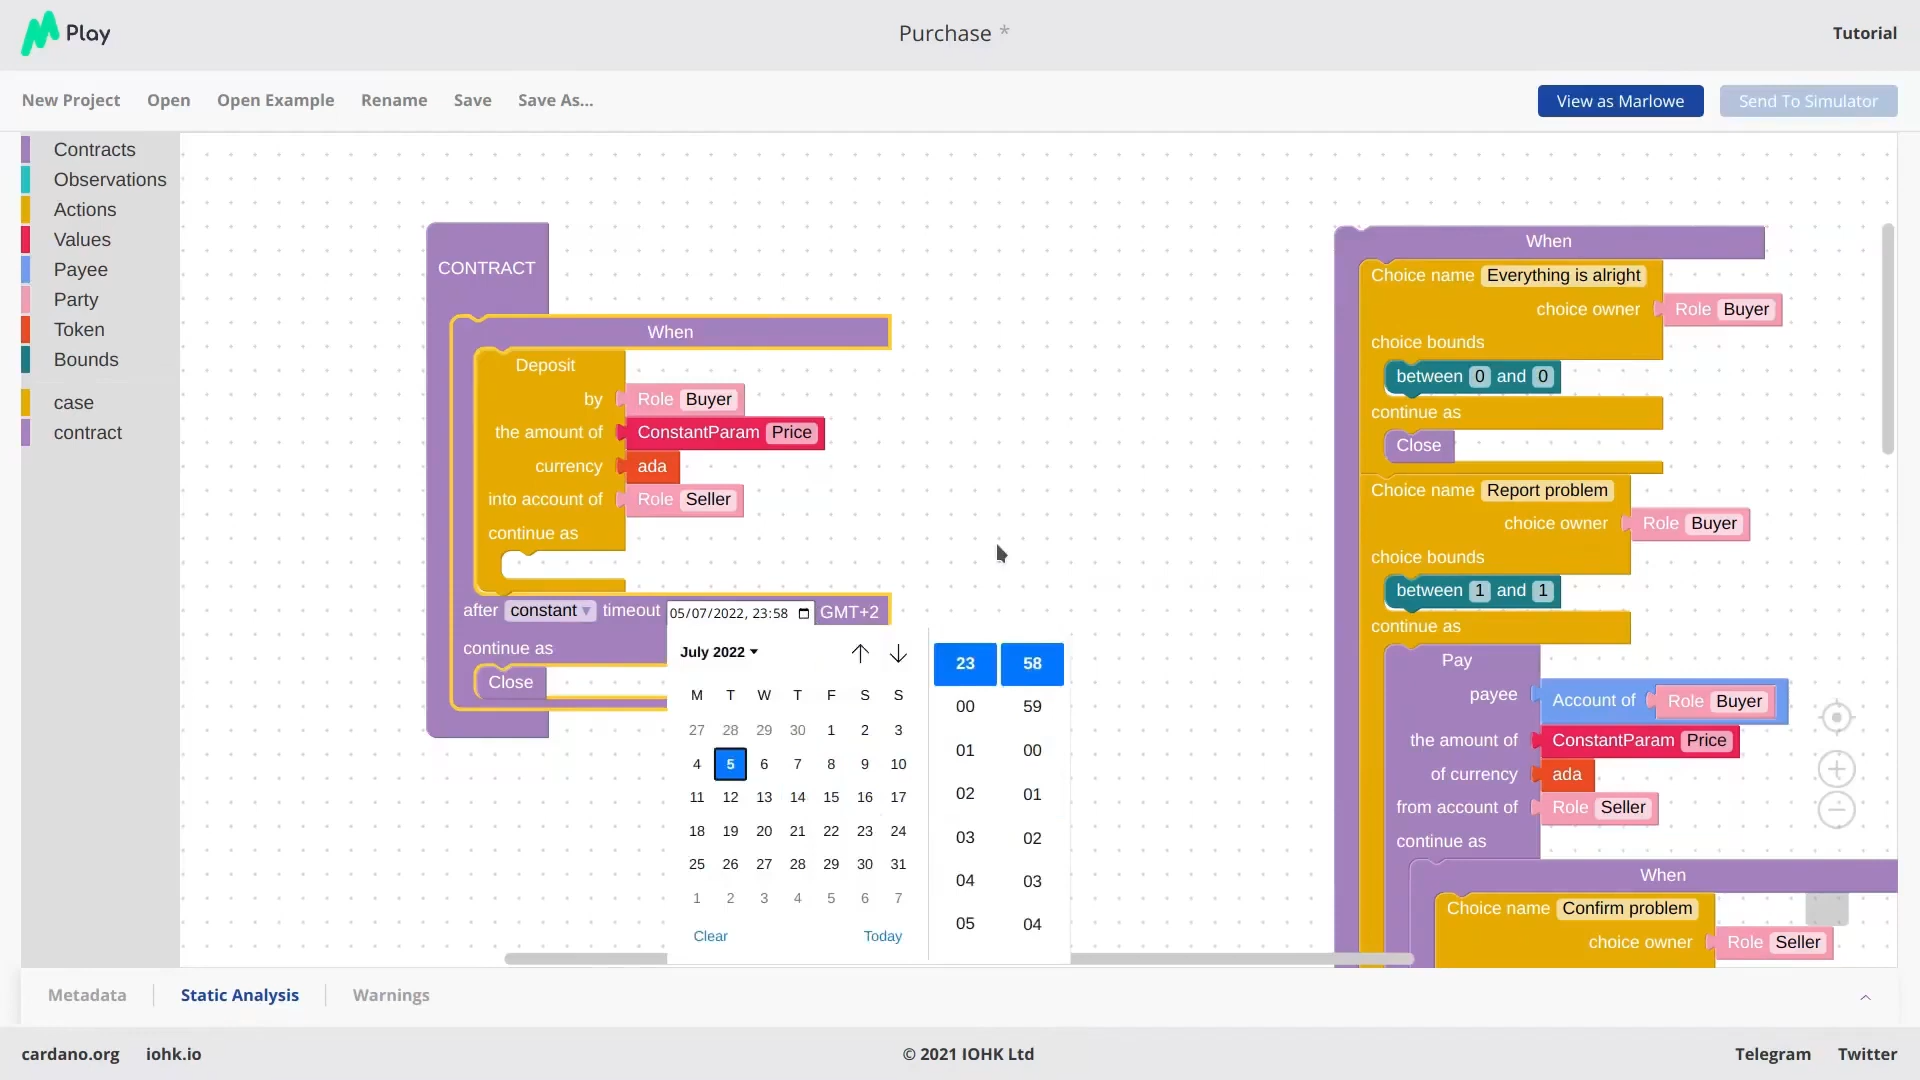 Play
Purchase *
Tutorial
New Project
Open
Open Example
Rename
Save
Save As...
View as Marlowe
Send To Simulator
Contracts
Observations
Actions
Values
Payee
Party
Token
Bounds
case
contract
CONTRACT
When
Deposit
by Role Buyer
the amount of ConstantParam Price
currency ada
into account of Role Seller
continue as
after constant ▾ timeout 05/07/2022, 23:58 GMT+2
continue as
Close
July 2022
M T W T F S S
27 28 29 30 1 2 3
4 5 6 7 8 9 10
11 12 13 14 15 16 17
18 19 20 21 22 23 24
25 26 27 28 29 30 31
1 2 3 4 5 6 7
Clear Today
23 58
00 59
01 00
02 01
03 02
04 03
05 04
When
Choice name Everything is alright
choice owner Role Buyer
choice bounds
between 0 and 0
continue as
Close
Choice name Report problem
choice owner Role Buyer
choice bounds
between 1 and 1
continue as
Pay
payee Account of Role Buyer
the amount of ConstantParam Price
of currency ada
from account of Role Seller
continue as
When
Choice name Confirm problem
choice owner Role Seller
Metadata
Static Analysis
Warnings
cardano.org
iohk.io
© 2021 IOHK Ltd
Telegram
Twitter